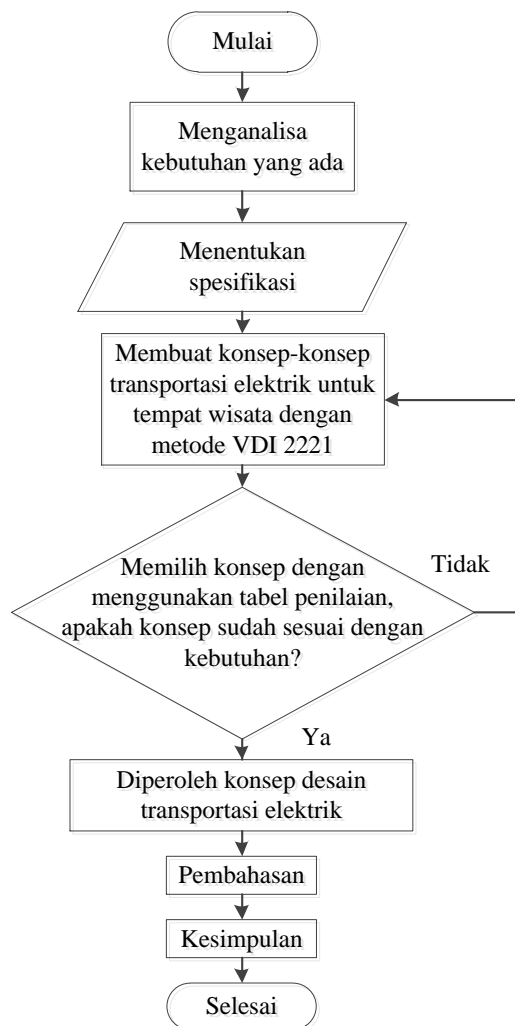 Mulai
Menganalisa
kebutuhan yang ada
Menentukan
spesifikasi
Membuat konsep-konsep
transportasi elektrik untuk
tempat wisata dengan
metode VDI 2221
Memilih konsep dengan
menggunakan tabel penilaian,
apakah konsep sudah sesuai dengan
kebutuhan?
Tidak
Ya
Diperoleh konsep desain
transportasi elektrik
Pembahasan
Kesimpulan
Selesai